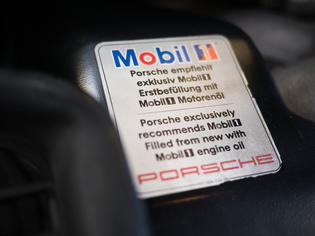 Mobil 1
Porsche empfiehlt
exklusiv Mobil 1
Erstbefüllung mit
Mobil 1 Motorenöl
Porsche exclusively
recommends Mobil 1
Filled from new with
Mobil 1 engine oil
PORSCHE